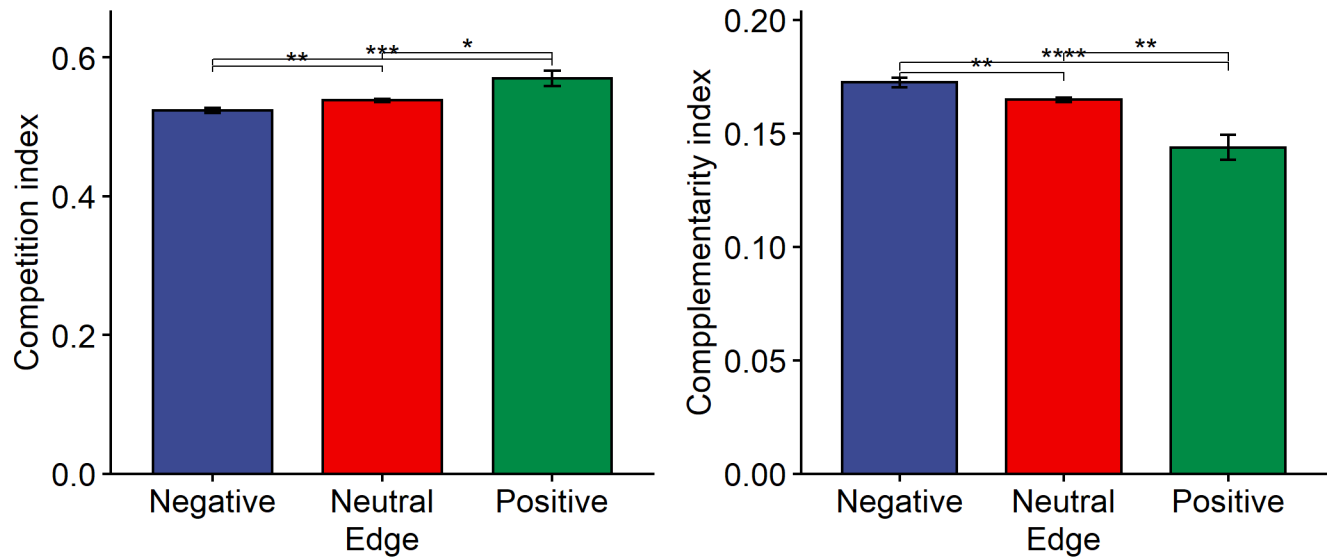 Competition index
0.6
0.4
0.2
0.0
**
***
*
Negative
Neutral
Positive
Edge
Compplementarity index
0.20
0.15
0.10
0.05
0.00
**
****
**
Negative
Neutral
Positive
Edge